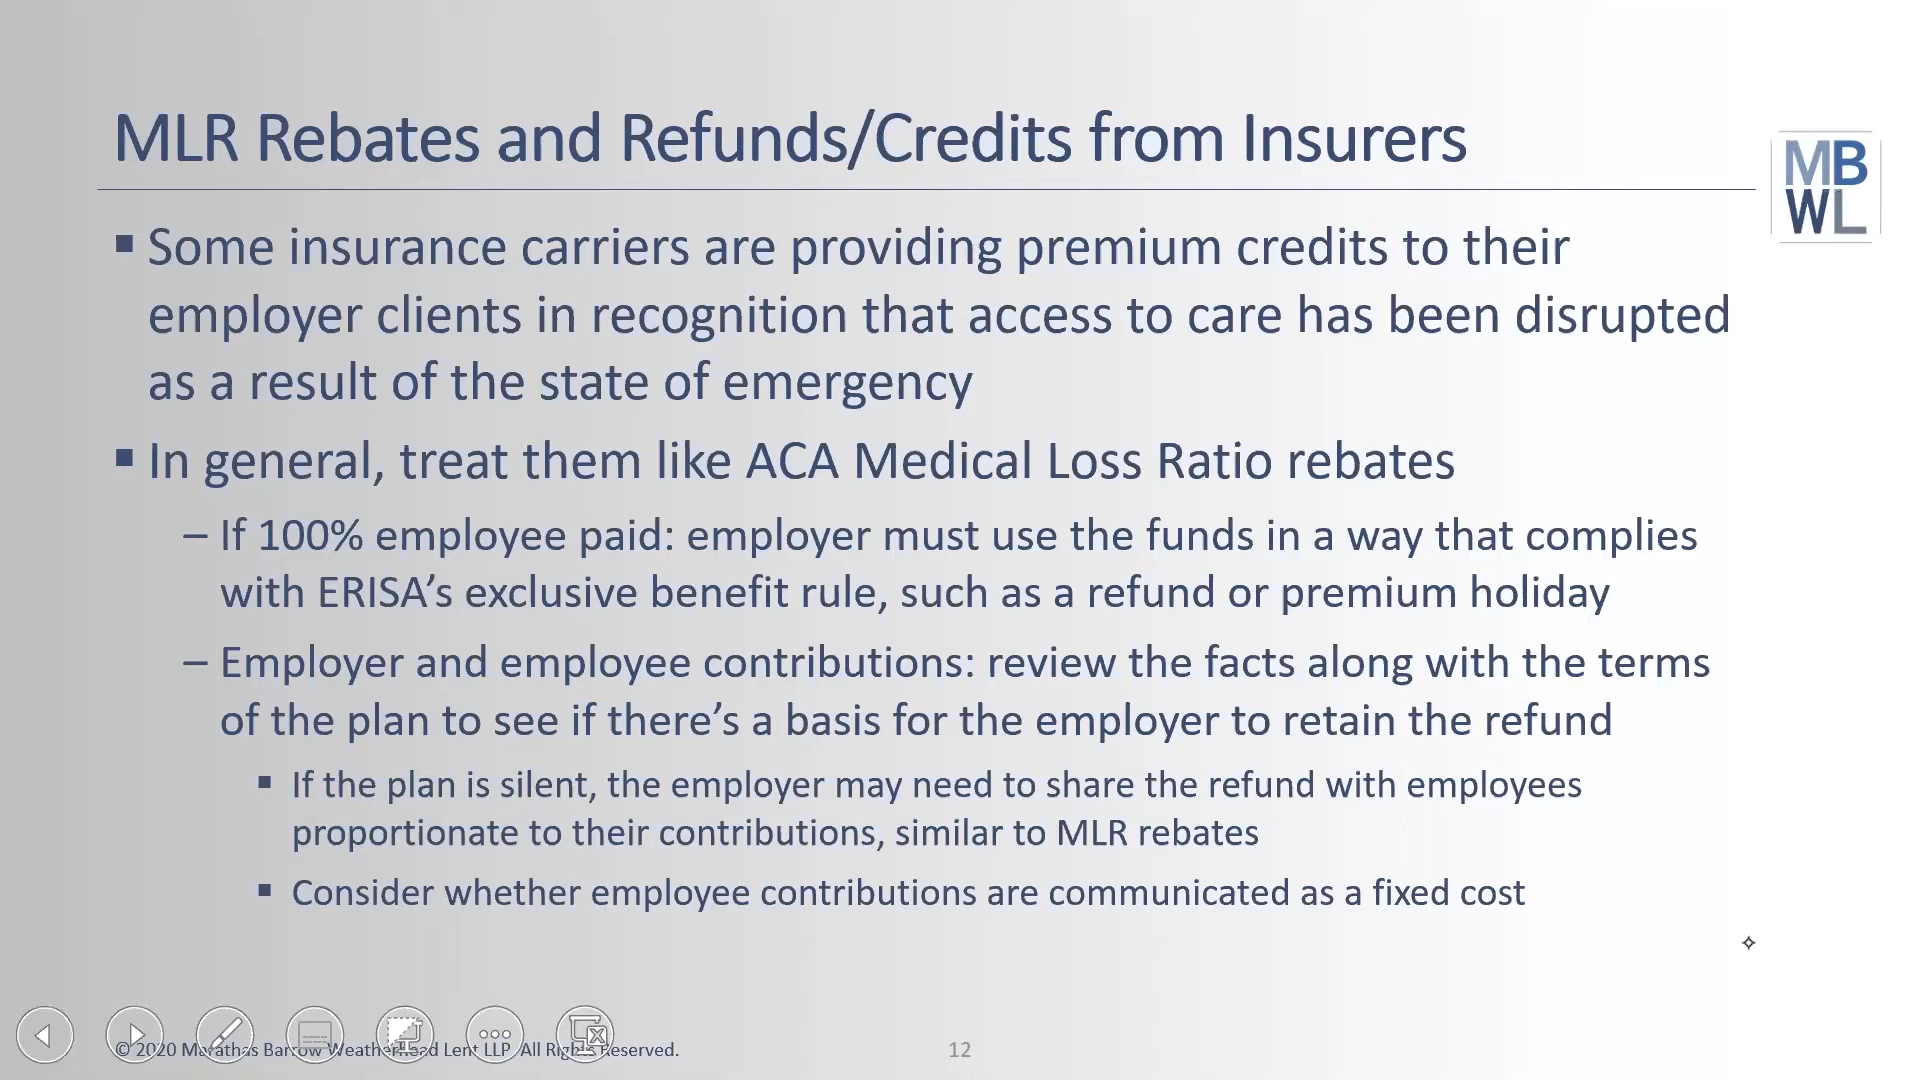 MLR Rebates and Refunds/Credits from Insurers
MB
WL
▪ Some insurance carriers are providing premium credits to their
employer clients in recognition that access to care has been disrupted
as a result of the state of emergency
▪ In general, treat them like ACA Medical Loss Ratio rebates
– If 100% employee paid: employer must use the funds in a way that complies
with ERISA’s exclusive benefit rule, such as a refund or premium holiday
– Employer and employee contributions: review the facts along with the terms
of the plan to see if there’s a basis for the employer to retain the refund
▪ If the plan is silent, the employer may need to share the refund with employees
proportionate to their contributions, similar to MLR rebates
▪ Consider whether employee contributions are communicated as a fixed cost
© 2020 Marathas Barrow Weatherhead Lent LLP. All Rights Reserved.
12